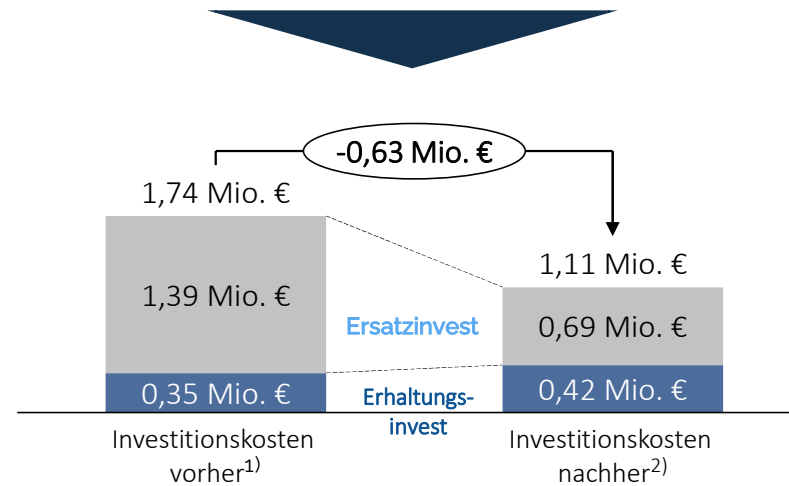 -0,63 Mio. €
1,74 Mio. €
1,11 Mio. €
1,39 Mio. €
Ersatzinvest
0,69 Mio. €
0,35 Mio. €
Erhaltungs-
invest
0,42 Mio. €
Investitionskosten
vorher1)
Investitionskosten
nachher2)